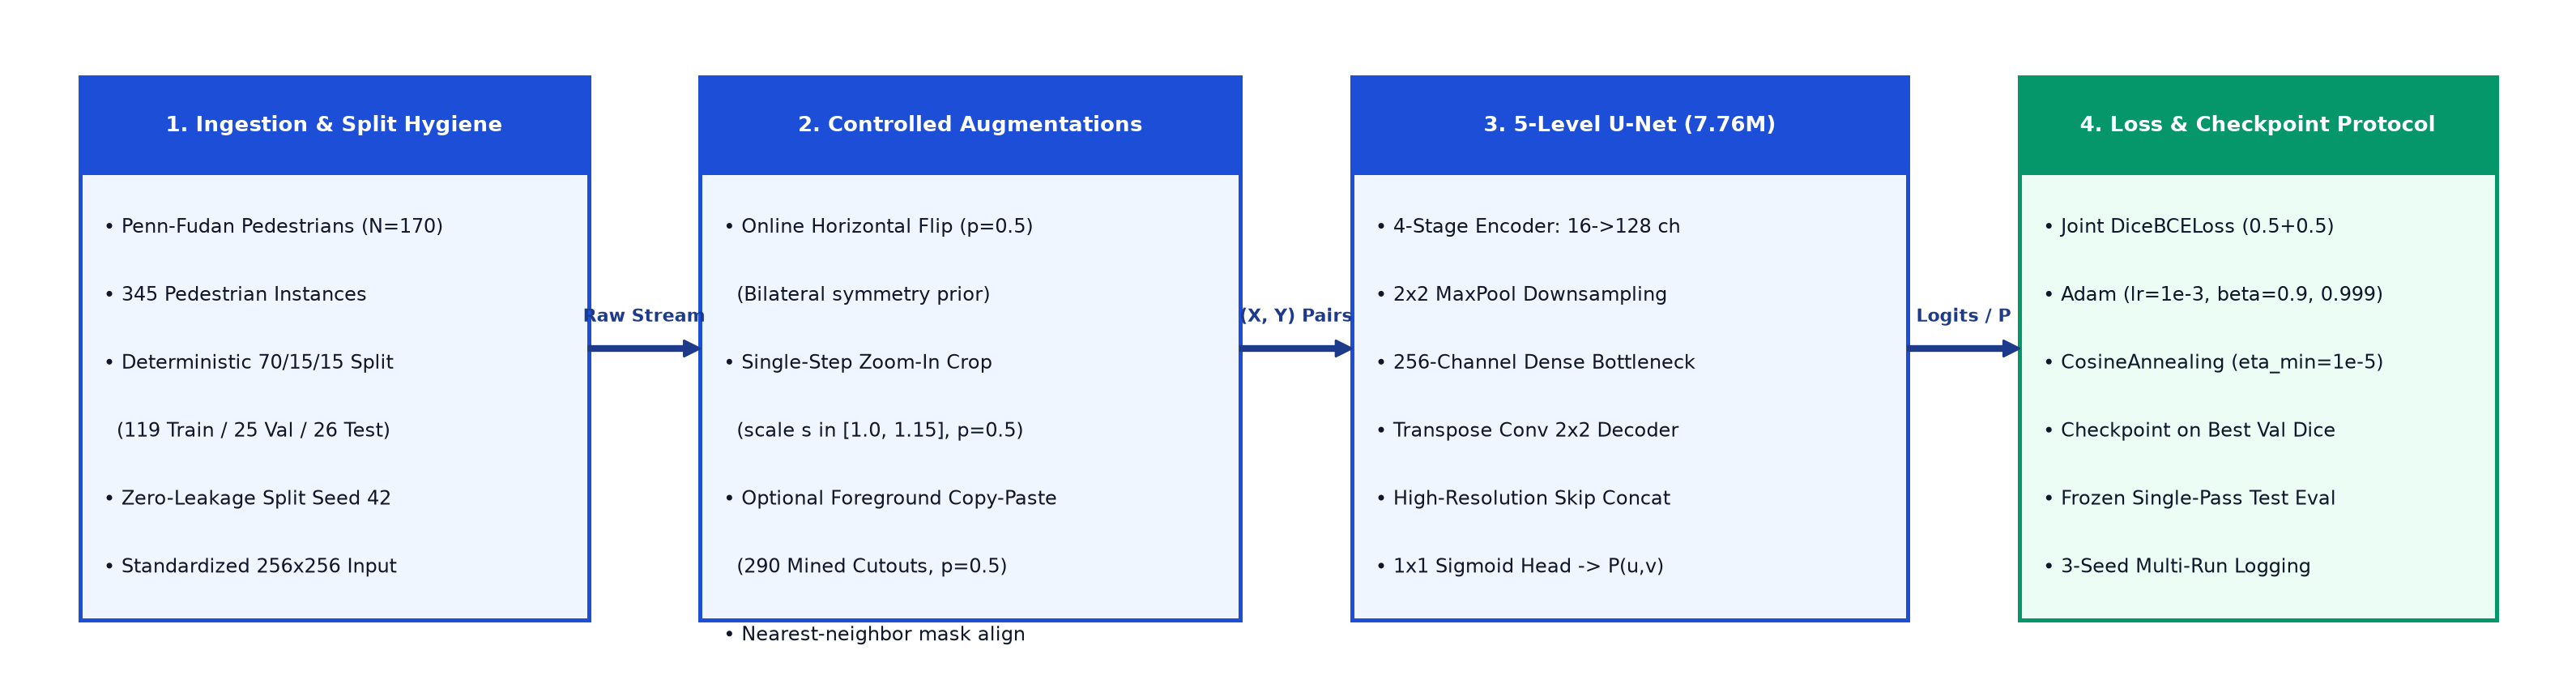 1. Ingestion & Split Hygiene
• Penn-Fudan Pedestrians (N=170)
• 345 Pedestrian Instances
• Deterministic 70/15/15 Split
(119 Train / 25 Val / 26 Test)
• Zero-Leakage Split Seed 42
• Standardized 256x256 Input
Raw Stream
2. Controlled Augmentations
• Online Horizontal Flip (p=0.5)
(Bilateral symmetry prior)
• Single-Step Zoom-In Crop
(scale s in [1.0, 1.15], p=0.5)
• Optional Foreground Copy-Paste
(290 Mined Cutouts, p=0.5)
• Nearest-neighbor mask align
(X, Y) Pairs
3. 5-Level U-Net (7.76M)
• 4-Stage Encoder: 16->128 ch
• 2x2 MaxPool Downsampling
• 256-Channel Dense Bottleneck
• Transpose Conv 2x2 Decoder
• High-Resolution Skip Concat
• 1x1 Sigmoid Head -> P(u,v)
Logits / P
4. Loss & Checkpoint Protocol
• Joint DiceBCELoss (0.5+0.5)
• Adam (lr=1e-3, beta=0.9, 0.999)
• CosineAnnealing (eta_min=1e-5)
• Checkpoint on Best Val Dice
• Frozen Single-Pass Test Eval
• 3-Seed Multi-Run Logging